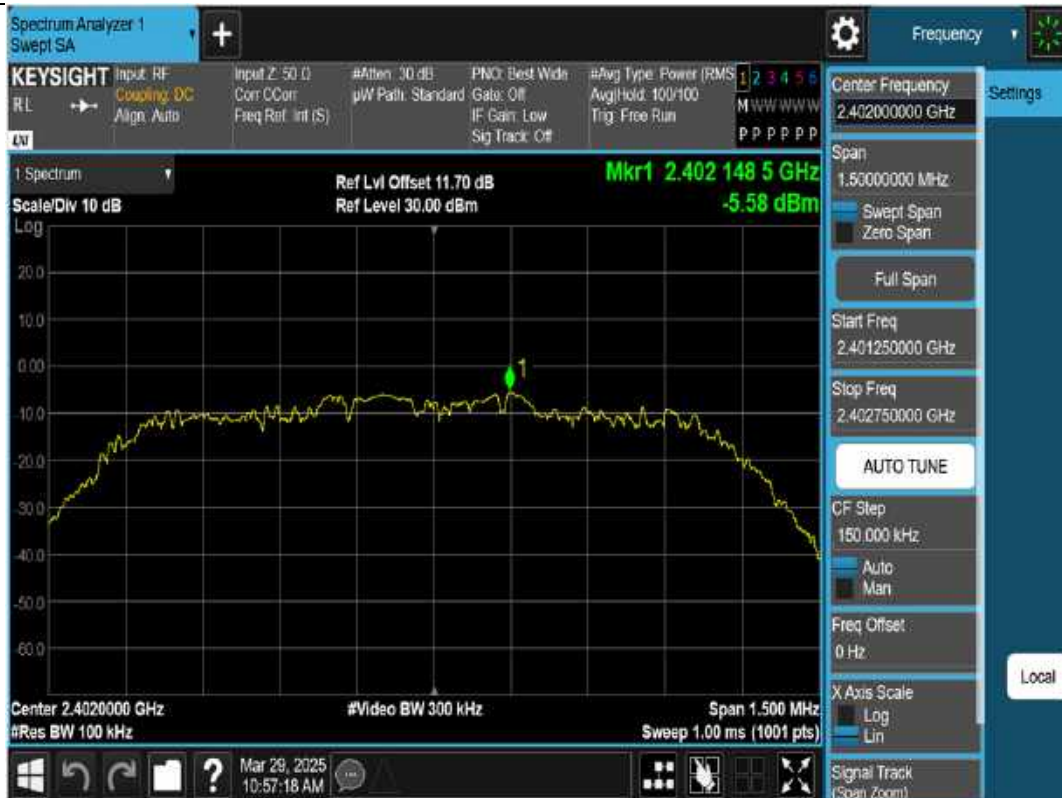 Spectrum Analyzer 1
Swept SA
+
Frequency
KEYSIGHT
RL
Input: RF
Coupling: DC
Align: Auto
Input Z: 50 Ω
Corr CCorr
Freq Ref: Int (S)
#Atten: 30 dB
µW Path: Standard
PNO: Best Wide
Gate: Off
IF Gain: Low
Sig Track: Off
#Avg Type: Power (RMS
Avg|Hold: 100/100
Trig: Free Run
1 2 3 4 5 6
M W W W W W
P P P P P P
1 Spectrum
Scale/Div 10 dB
Ref Lvl Offset 11.70 dB
Ref Level 30.00 dBm
Mkr1 2.402 148 5 GHz
-5.58 dBm
Log
20.0
10.0
0.00
-10.0
-20.0
-30.0
-40.0
-50.0
-60.0
1
Center 2.4020000 GHz
#Res BW 100 kHz
#Video BW 300 kHz
Span 1.500 MHz
Sweep 1.00 ms (1001 pts)
?
Mar 29, 2025
10:57:18 AM
Center Frequency
2.402000000 GHz
Settings
Span
1.50000000 MHz
Swept Span
Zero Span
Full Span
Start Freq
2.401250000 GHz
Stop Freq
2.402750000 GHz
AUTO TUNE
CF Step
150.000 kHz
Auto
Man
Freq Offset
0 Hz
Local
X Axis Scale
Log
Lin
Signal Track
(Span Zoom)